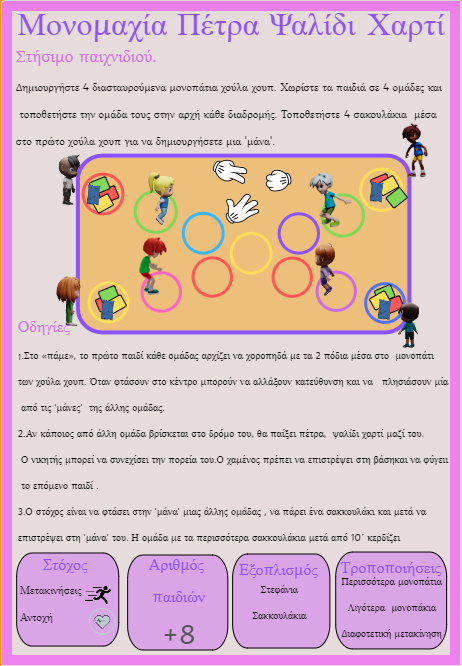 Μονομαχία Πέτρα Ψαλίδι Χαρτί
Στήσιμο παιχνιδιού.
Δημιουργήστε 4 διασταυρούμενα μονοπάτια χούλα χουπ. Χωρίστε τα παιδιά σε 4 ομάδες και
τοποθετήστε την ομάδα τους στην αρχή κάθε διαδρομής. Τοποθετήστε 4 σακουλάκια μέσα
στο πρώτο χούλα χουπ για να δημιουργήσετε μια 'μάνα'.
Οδηγίες
1.Στο «πάμε», το πρώτο παιδί κάθε ομάδας αρχίζει να χοροπηδά με τα 2 πόδια μέσα στο μονοπάτι
των χούλα χουπ. Όταν φτάσουν στο κέντρο μπορούν να αλλάξουν κατεύθυνση και να πλησιάσουν μία
από τις 'μάνες' της άλλης ομάδας.
2.Αν κάποιος από άλλη ομάδα βρίσκεται στο δρόμο του, θα παίξει πέτρα, ψαλίδι χαρτί μαζί του.
Ο νικητής μπορεί να συνεχίσει την πορεία του.Ο χαμένος πρέπει να επιστρέψει στη βάσηκαι να φύγειι
το επόμενο παιδί .
3.Ο στόχος είναι να φτάσει στην 'μάνα' μιας άλλης ομάδας , να πάρει ένα σακκουλάκι και μετά να
επιστρέψει στη 'μάνα' του. Η ομάδα με τα περισσότερα σακκουλάκια μετά από 10΄ κερδίζει
Στόχος
Μετακινήσεις
Αντοχή
Αριθμός
παιδιών
+8
Εξοπλισμός
Στεφάνια
Σακκουλάκια
Τροποποιήσεις
Περισσότερα μονοπάτια
Λιγότερα μονοπάκια
Διαφοτετική μετακίνηση